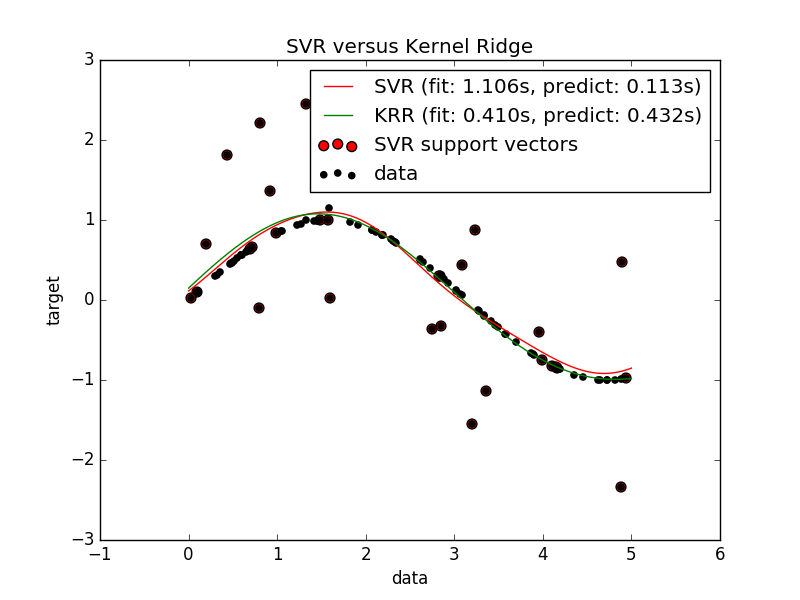 SVR versus Kernel Ridge
SVR (fit: 1.106s, predict: 0.113s)
KRR (fit: 0.410s, predict: 0.432s)
SVR support vectors
data
3
2
1
0
−1
−2
−3
target
−1 0 1 2 3 4 5 6
data